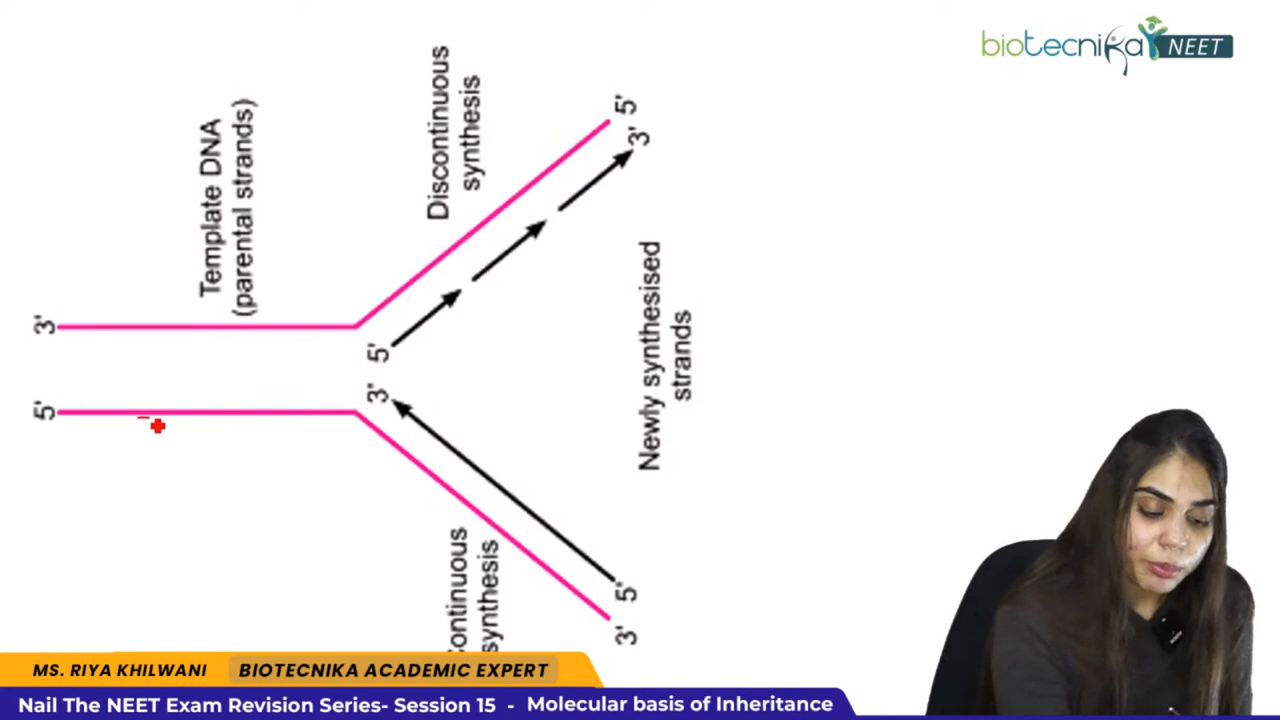 biotecnika NEET
Template DNA
(parental strands)
Discontinuous
synthesis
3'
5'
5'
3'
5'
3'
Newly synthesised
strands
ontinuous
synthesis
5'
3'
MS. RIYA KHILWANI BIOTECNIKA ACADEMIC EXPERT
Nail The NEET Exam Revision Series- Session 15 - Molecular basis of Inheritance